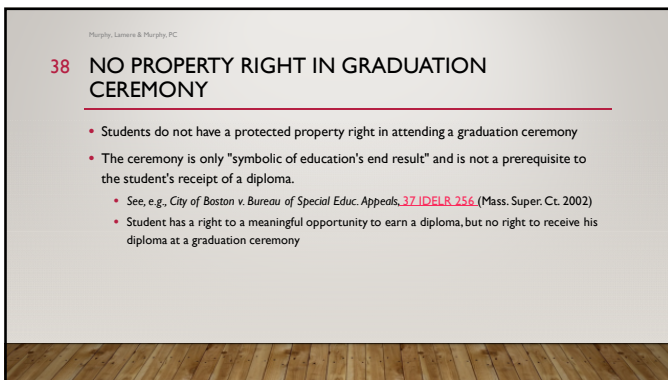 Murphy, Lamere & Murphy, PC
38 NO PROPERTY RIGHT IN GRADUATION
CEREMONY
• Students do not have a protected property right in attending a graduation ceremony
• The ceremony is only "symbolic of education's end result" and is not a prerequisite to
the student's receipt of a diploma.
• See, e.g., City of Boston v. Bureau of Special Educ. Appeals, 37 IDELR 256 (Mass. Super. Ct. 2002)
• Student has a right to a meaningful opportunity to earn a diploma, but no right to receive his
diploma at a graduation ceremony